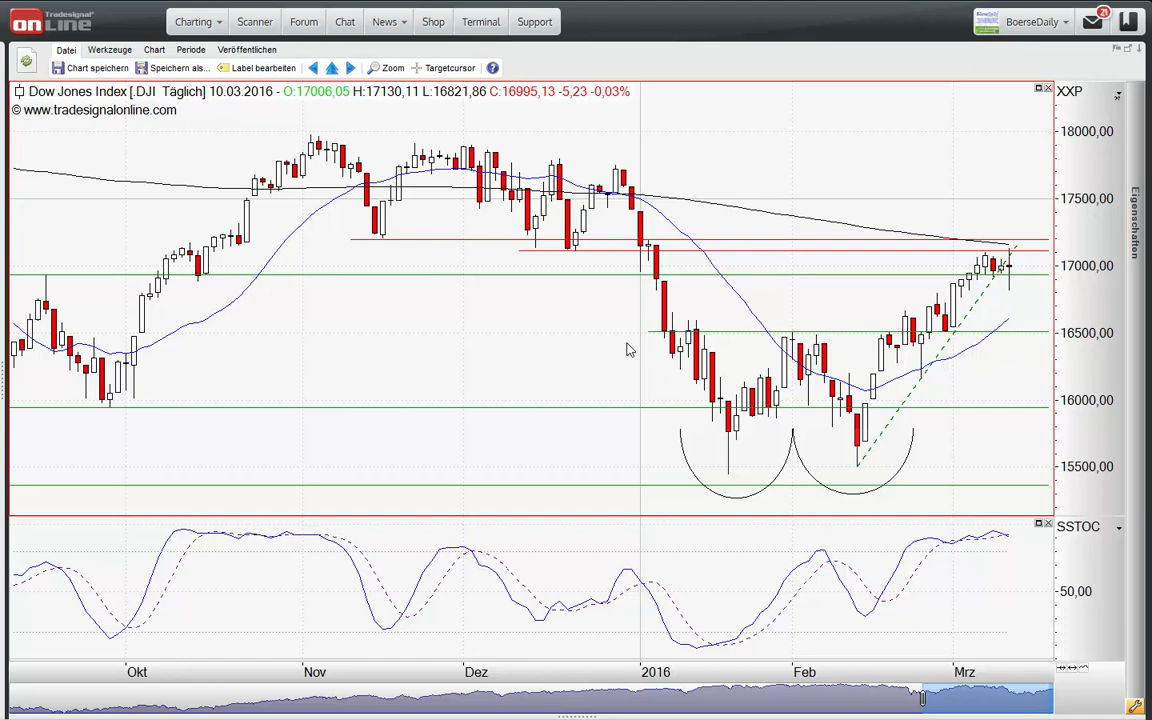 Tradesignal®
online
Charting Scanner Forum Chat News Shop Terminal Support
BoerseDaily 21
Datei Werkzeuge Chart Periode Veröffentlichen
Chart speichern Speichern als... Label bearbeiten Zoom Targetcursor ?
Dow Jones Index [.DJI Täglich] 10.03.2016 - O:17006,05 H:17130,11 L:16821,86 C:16995,13 -5,23 -0,03% XXP
© www.tradesignalonline.com
18000,00
17500,00
17000,00
16500,00
16000,00
15500,00
Eigenschaften
SSTOC
50,00
Okt Nov Dez 2016 Feb Mrz